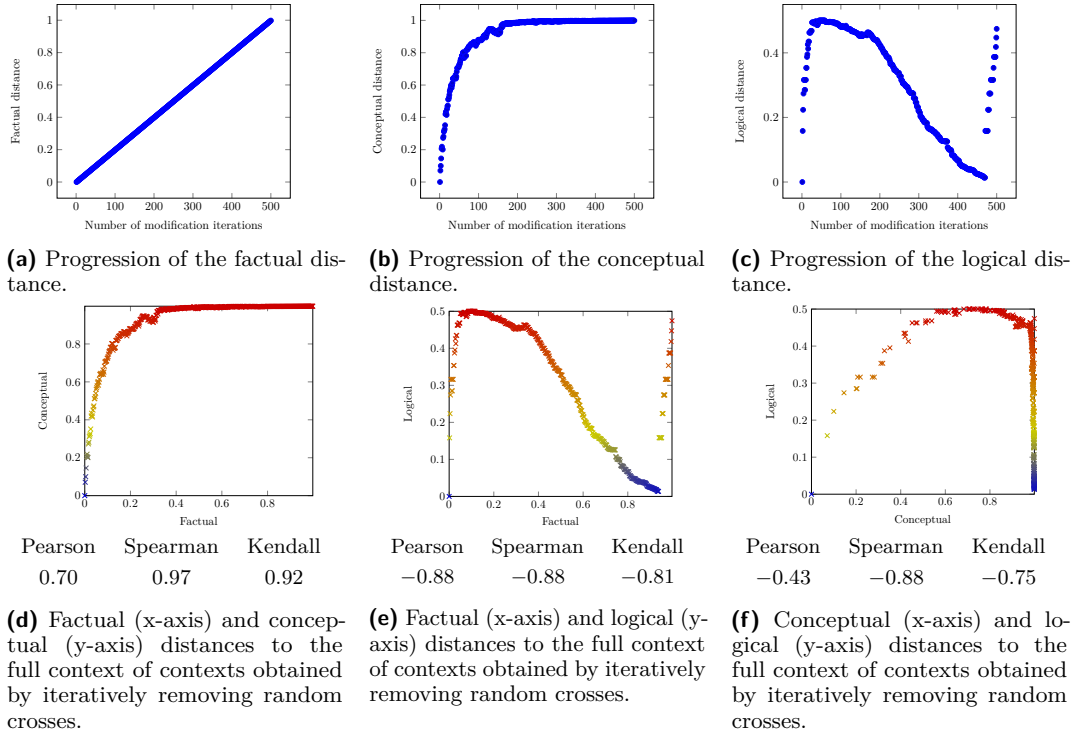 1
0.8
0.6
0.4
0.2
0
0 100 200 300 400 500
Factual distance
Number of modification iterations
(a) Progression of the factual dis-
tance.
1
0.8
0.6
0.4
0.2
0
0 100 200 300 400 500
Conceptual distance
Number of modification iterations
(b) Progression of the conceptual
distance.
0.4
0.2
0
0 100 200 300 400 500
Logical distance
Number of modification iterations
(c) Progression of the logical dis-
tance.
0.8
0.6
0.4
0.2
0
0 0.2 0.4 0.6 0.8
Conceptual
Factual
Pearson Spearman Kendall
0.70 0.97 0.92
(d) Factual (x-axis) and concep-
tual (y-axis) distances to the
full context of contexts obtained
by iteratively removing random
crosses.
0.5
0.4
0.3
0.2
0.1
0
0 0.2 0.4 0.6 0.8
Logical
Factual
Pearson Spearman Kendall
−0.88 −0.88 −0.81
(e) Factual (x-axis) and logical (y-
axis) distances to the full context
of contexts obtained by iteratively
removing random crosses.
0.5
0.4
0.3
0.2
0.1
0
0 0.2 0.4 0.6 0.8
Logical
Conceptual
Pearson Spearman Kendall
−0.43 −0.88 −0.75
(f) Conceptual (x-axis) and lo-
gical (y-axis) distances to the
full context of contexts obtained
by iteratively removing random
crosses.